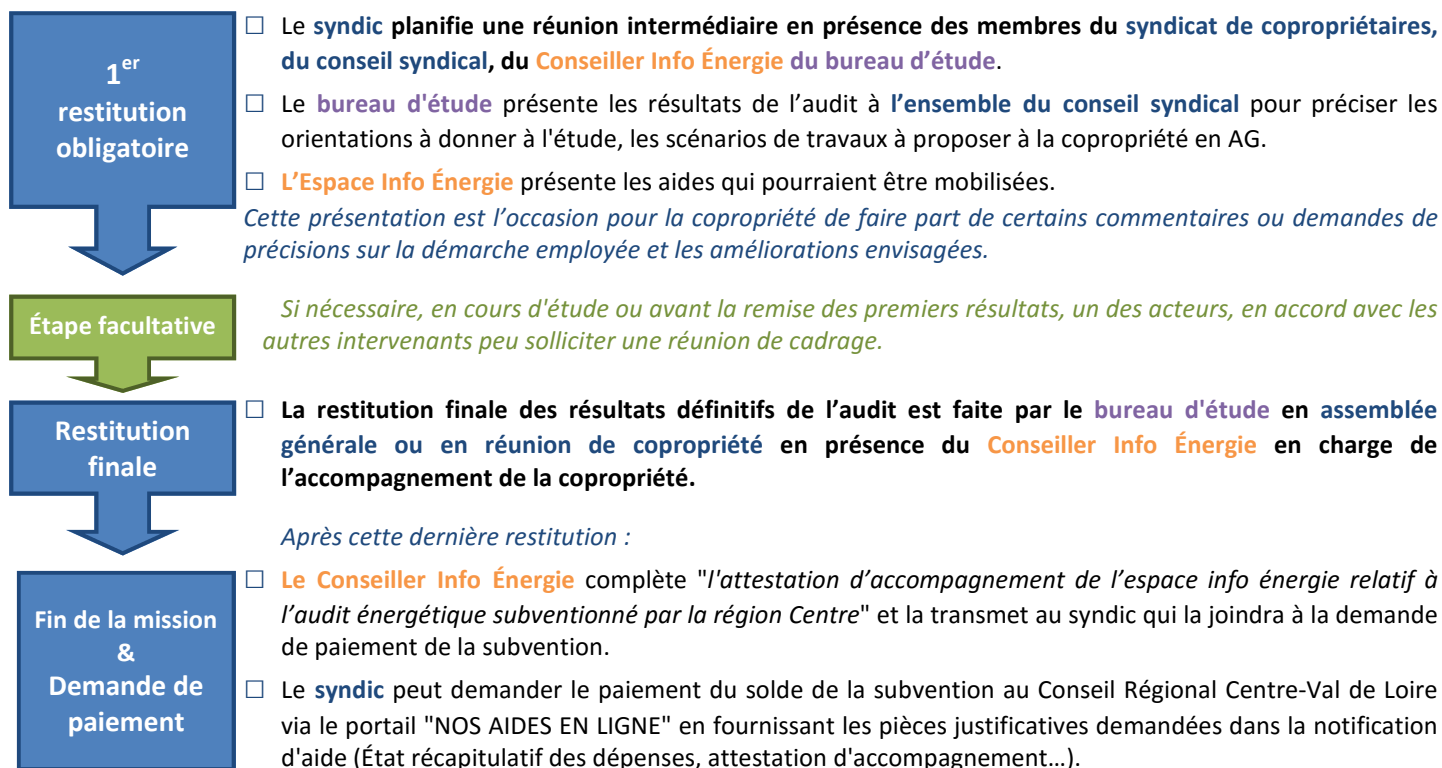 1er
restitution
obligatoire
☐ Le syndic planifie une réunion intermédiaire en présence des membres du syndicat de copropriétaires,
du conseil syndical, du Conseiller Info Énergie du bureau d’étude.
☐ Le bureau d'étude présente les résultats de l’audit à l’ensemble du conseil syndical pour préciser les
orientations à donner à l'étude, les scénarios de travaux à proposer à la copropriété en AG.
☐ L’Espace Info Énergie présente les aides qui pourraient être mobilisées.
Cette présentation est l’occasion pour la copropriété de faire part de certains commentaires ou demandes de
précisions sur la démarche employée et les améliorations envisagées.
Étape facultative
Si nécessaire, en cours d'étude ou avant la remise des premiers résultats, un des acteurs, en accord avec les
autres intervenants peu solliciter une réunion de cadrage.
Restitution
finale
☐ La restitution finale des résultats définitifs de l’audit est faite par le bureau d'étude en assemblée
générale ou en réunion de copropriété en présence du Conseiller Info Énergie en charge de
l’accompagnement de la copropriété.
Après cette dernière restitution :
Fin de la mission
&
Demande de
paiement
☐ Le Conseiller Info Énergie complète "l'attestation d’accompagnement de l’espace info énergie relatif à
l’audit énergétique subventionné par la région Centre" et la transmet au syndic qui la joindra à la demande
de paiement de la subvention.
☐ Le syndic peut demander le paiement du solde de la subvention au Conseil Régional Centre-Val de Loire
via le portail "NOS AIDES EN LIGNE" en fournissant les pièces justificatives demandées dans la notification
d'aide (État récapitulatif des dépenses, attestation d'accompagnement…).